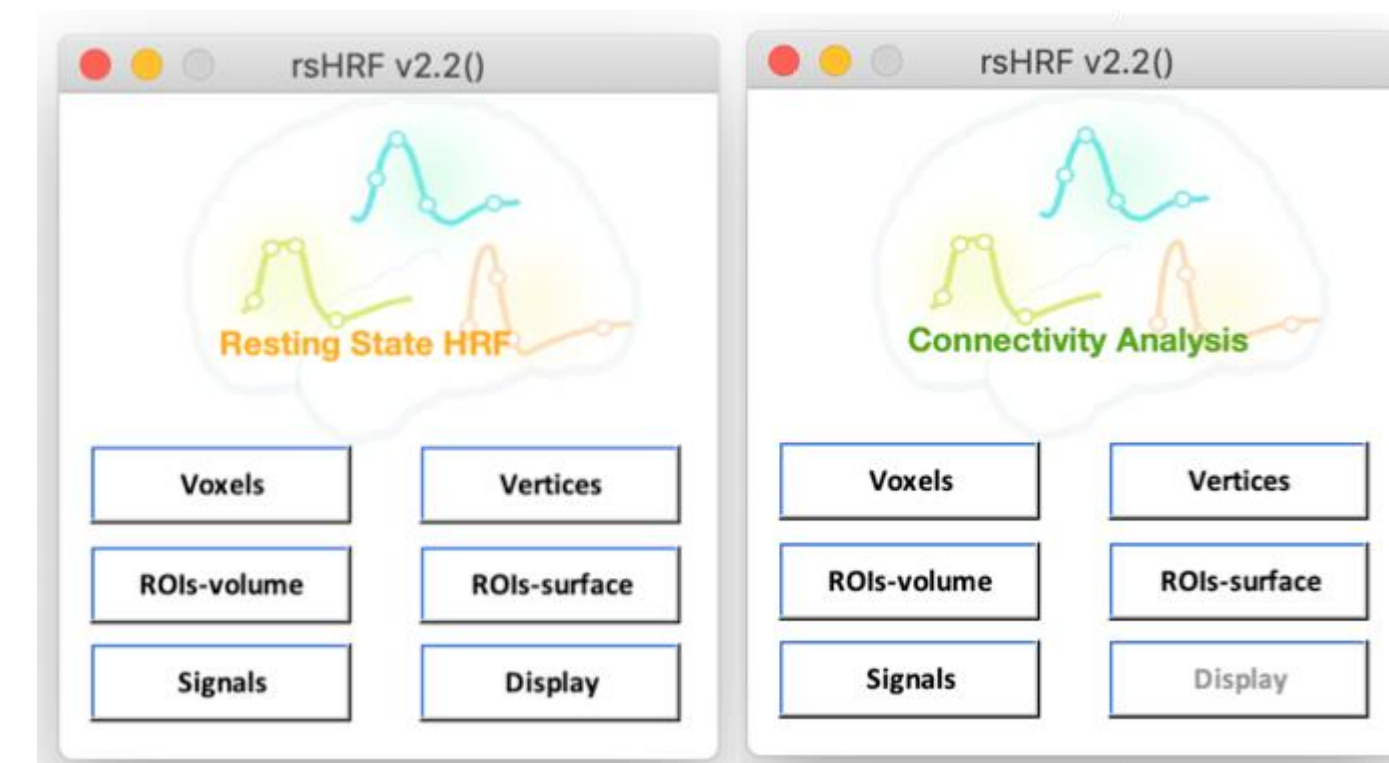 rsHRF v2.2()
Resting State HRF
Voxels
Vertices
ROIs-volume
ROIs-surface
Signals
Display
rsHRF v2.2()
Connectivity Analysis
Voxels
Vertices
ROIs-volume
ROIs-surface
Signals
Display